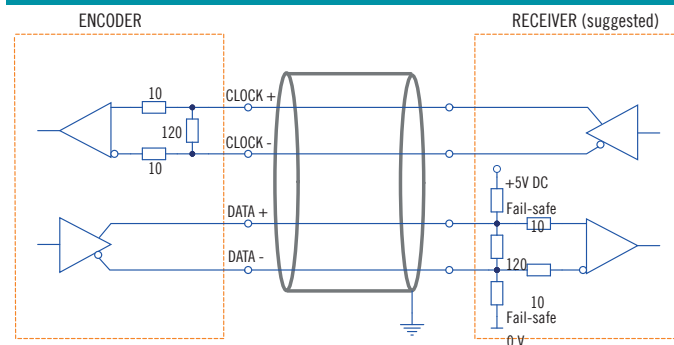 ENCODER
RECEIVER (suggested)
10
CLOCK +
120
CLOCK -
10
+5V DC
Fail-safe
DATA +
10
DATA -
120
10
Fail-safe
0 V